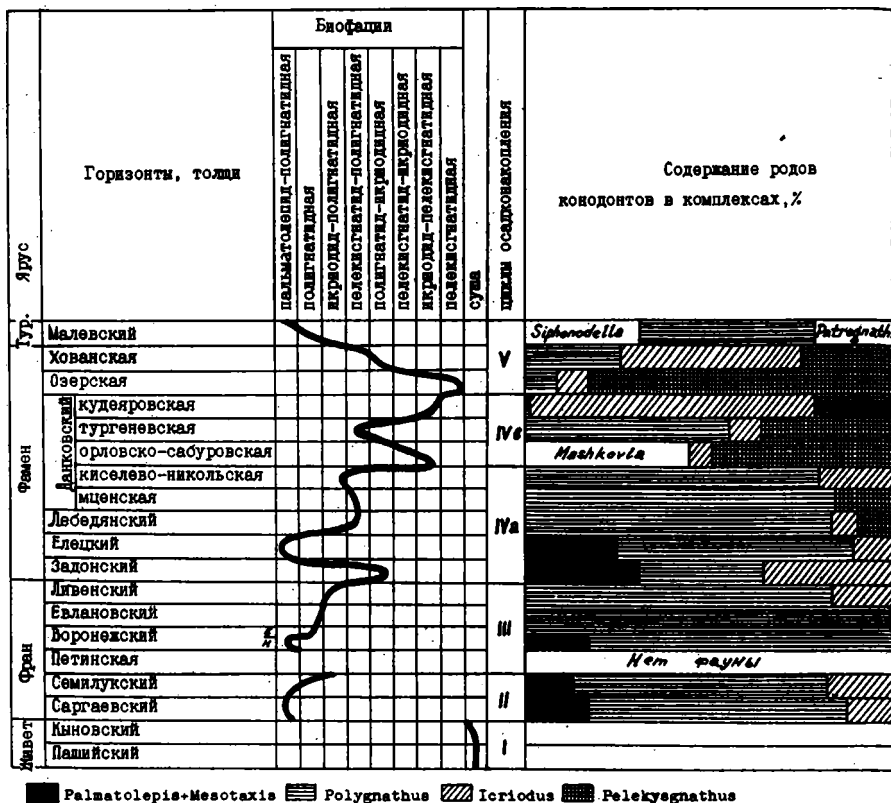 Ярус
Горизонты, толщи
Биофации
пальматолепид-полигнатидная
полигнатидная
икриодид-полигнатидная
пелекисгнатид-полигнатидная
полигнатид-икриодидная
пелекисгнатид-икриодидная
икриодид-пелекисгнатидная
пелекисгнатидная
суша
циклы осадконакопления
Содержание родов
конодонтов в комплексах,%
Тур.
Малевский
Siphonodella
Patrognath
Фамен
Хованская
V
Озерская
Данковский
кудеяровская
тургеневская
IVб
орловско-сабуровская
Mashkovia
киселево-никольская
мценская
Лебедянский
IVа
Елецкий
Задонский
Фран
Ливенский
Евлановский
III
Воронежский
в
н
Петинская
Нет фауны
Семилукский
II
Саргаевский
Живет
Кыновский
I
Пашийский
Palmatolepis+Mesotaxis Polygnathus Icriodus Pelekysgnathus